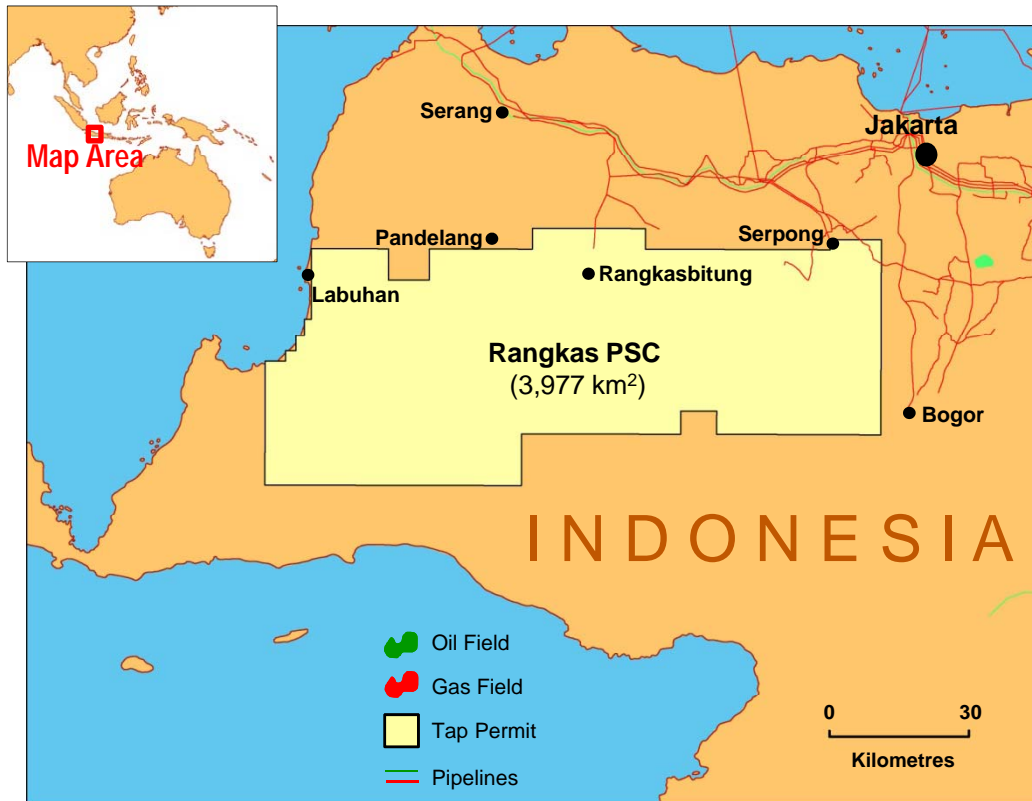 Map Area
Serang
Jakarta
Pandelang
Serpong
Labuhan
Rangkasbitung
Rangkas PSC
(3,977 km²)
Bogor
INDONESIA
Oil Field
Gas Field
Tap Permit
Pipelines
0 30
Kilometres